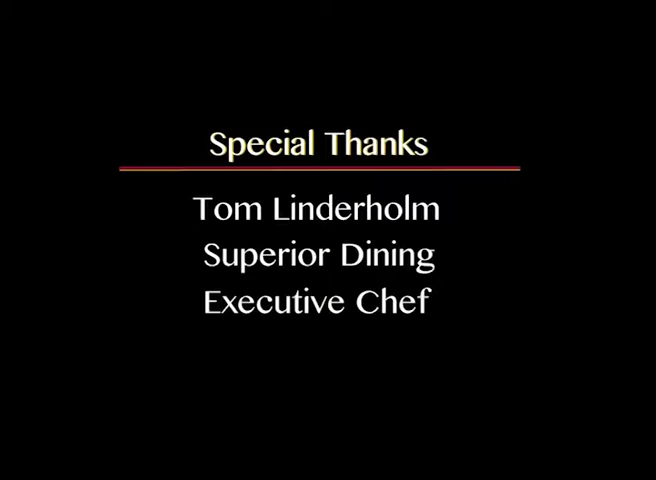 Special Thanks
Tom Linderholm
Superior Dining
Executive Chef